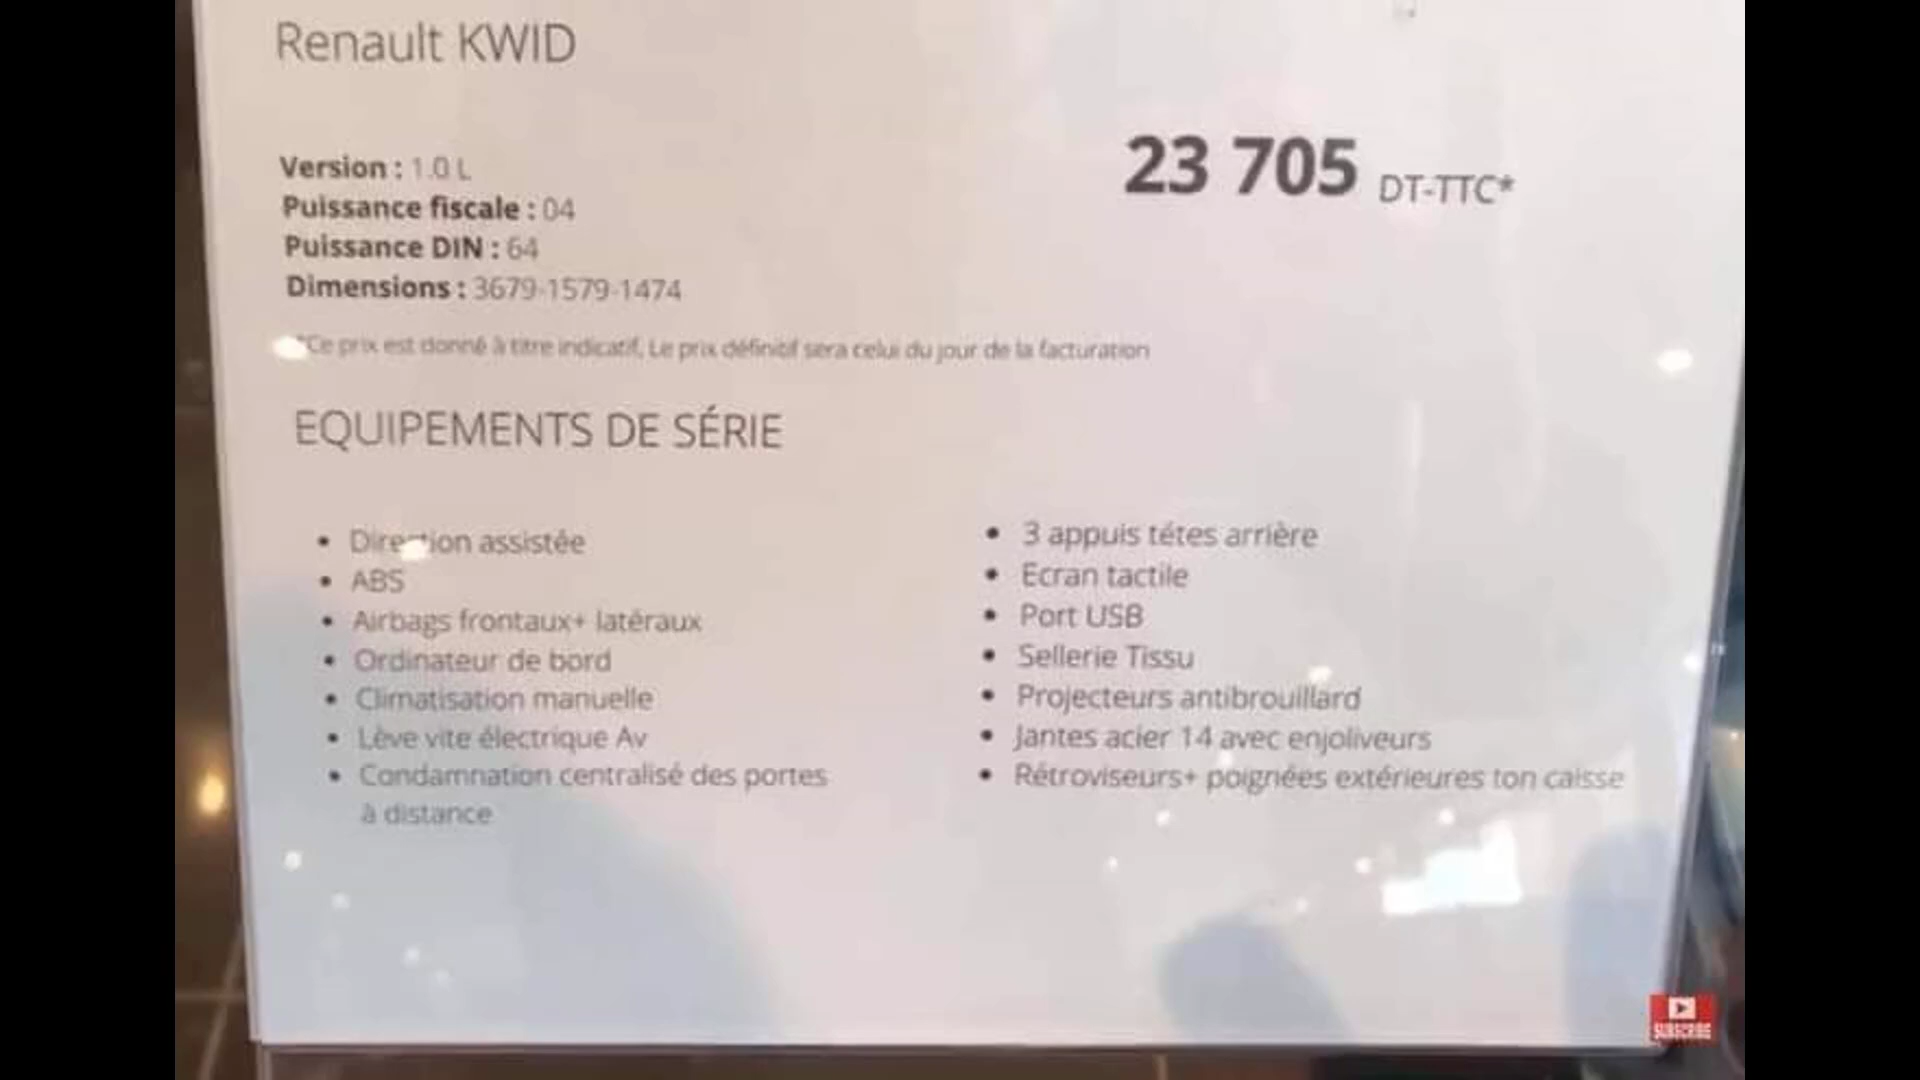 Renault KWID
23 705 DT-TTC*
Version : 1.0 L
Puissance fiscale : 04
Puissance DIN : 64
Dimensions : 3679-1579-1474
*Ce prix est donné à titre indicatif, Le prix définitif sera celui du jour de la facturation
EQUIPEMENTS DE SÉRIE
• Direction assistée
• ABS
• Airbags frontaux+ latéraux
• Ordinateur de bord
• Climatisation manuelle
• Lève vite électrique Av
• Condamnation centralisé des portes
à distance
• 3 appuis tétes arrière
• Ecran tactile
• Port USB
• Sellerie Tissu
• Projecteurs antibrouillard
• Jantes acier 14 avec enjoliveurs
• Rétroviseurs+ poignées extérieures ton caisse
SUBSCRIBE